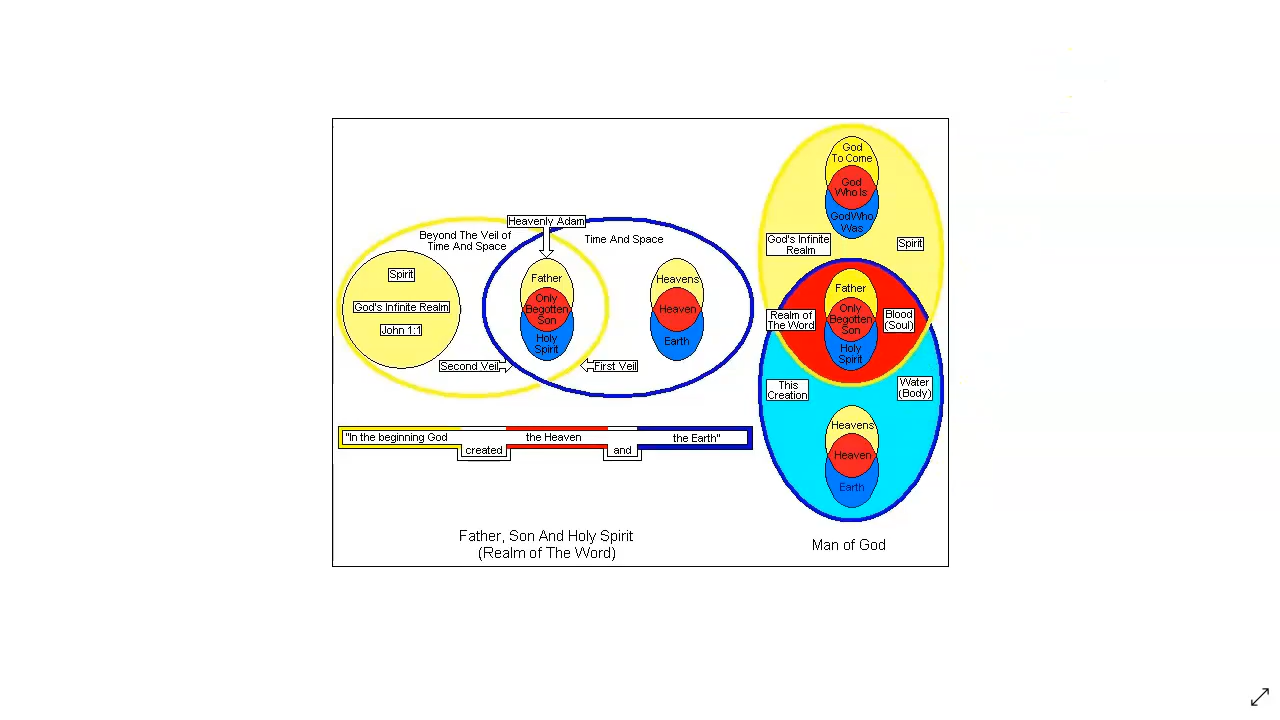 Heavenly Adam
Beyond The Veil of
Time And Space
Time And Space
Spirit
God's Infinite Realm
John 1:1
Father
Only
Begotten
Son
Holy
Spirit
Heavens
Heaven
Earth
Second Veil
First Veil
"In the beginning God
created
the Heaven
and
the Earth"
Father, Son And Holy Spirit
(Realm of The Word)
God
To Come
God
Who Is
God Who
Was
God's Infinite
Realm
Spirit
Father
Only
Begotten
Son
Holy
Spirit
Realm of
The Word
Blood
(Soul)
This
Creation
Water
(Body)
Heavens
Heaven
Earth
Man of God